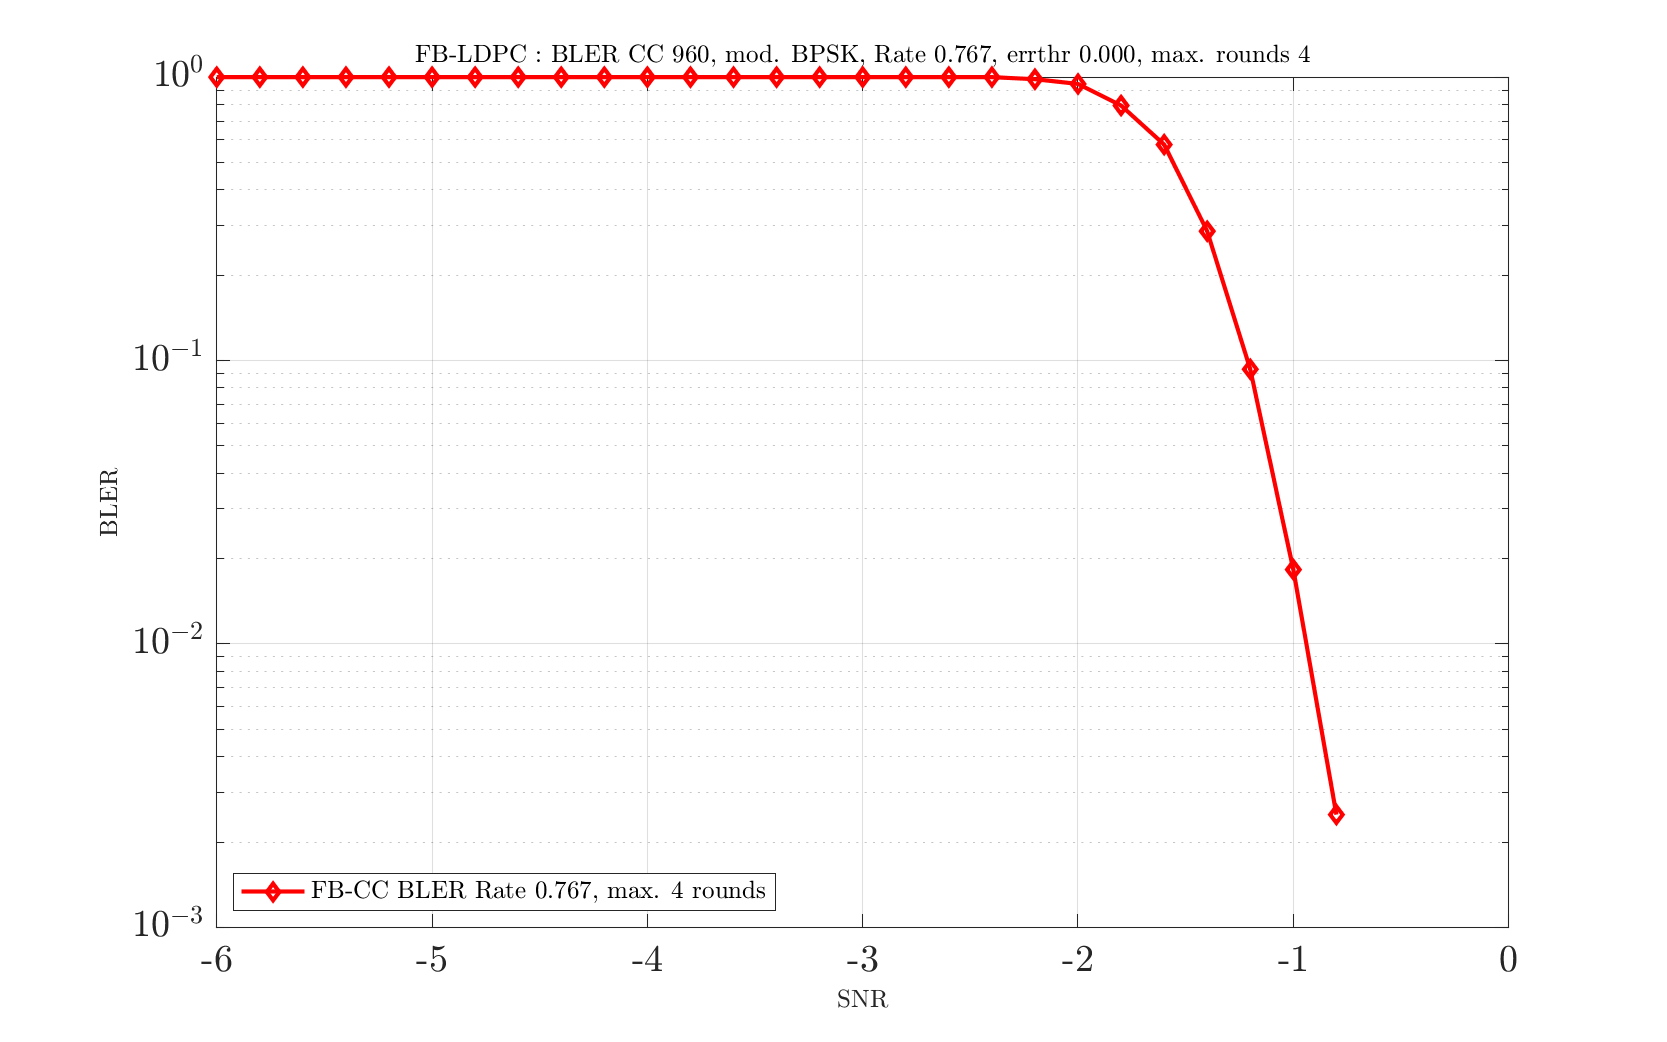 FB-LDPC : BLER CC 960, mod. BPSK, Rate 0.767, errthr 0.000, max. rounds 4
10^0
10^-1
10^-2
10^-3
BLER
FB-CC BLER Rate 0.767, max. 4 rounds
-6 -5 -4 -3 -2 -1 0
SNR